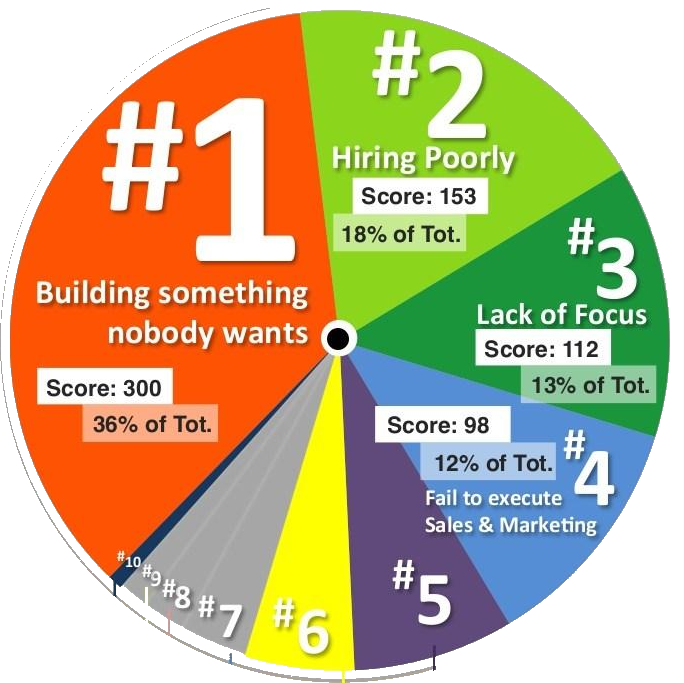 #1
Building something
nobody wants
Score: 300
36% of Tot.
#2
Hiring Poorly
Score: 153
18% of Tot.
#3
Lack of Focus
Score: 112
13% of Tot.
Score: 98
12% of Tot.
#4
Fail to execute
Sales & Marketing
#5
#6
#7
#8
#9
#10